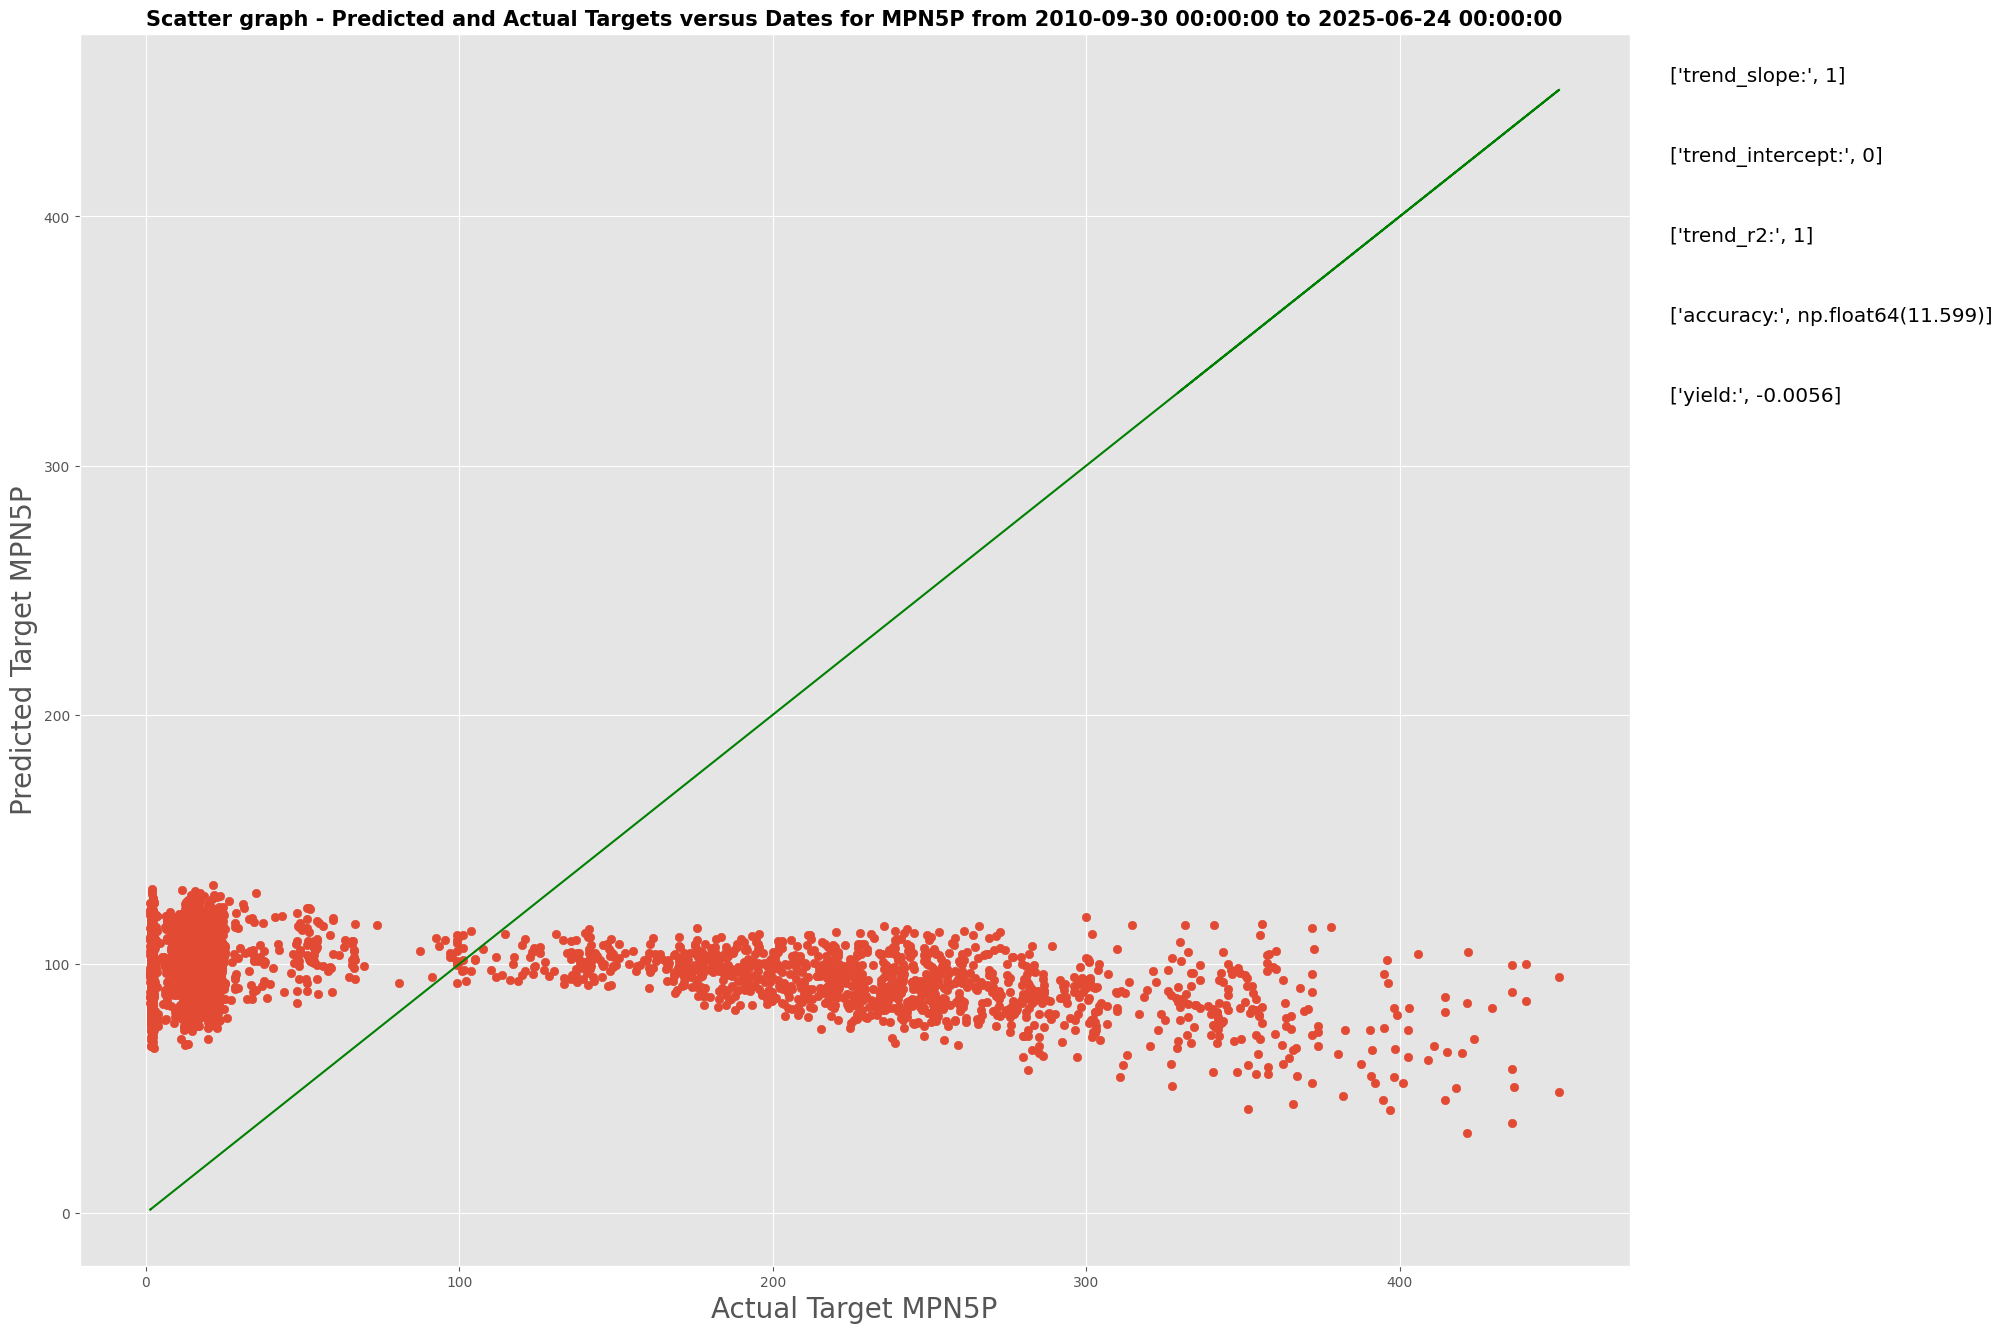 Scatter graph - Predicted and Actual Targets versus Dates for MPN5P from 2010-09-30 00:00:00 to 2025-06-24 00:00:00
['trend_slope:', 1]
['trend_intercept:', 0]
['trend_r2:', 1]
['accuracy:', np.float64(11.599)]
['yield:', -0.0056]
Predicted Target MPN5P
400
300
200
100
0
0 100 200 300 400
Actual Target MPN5P